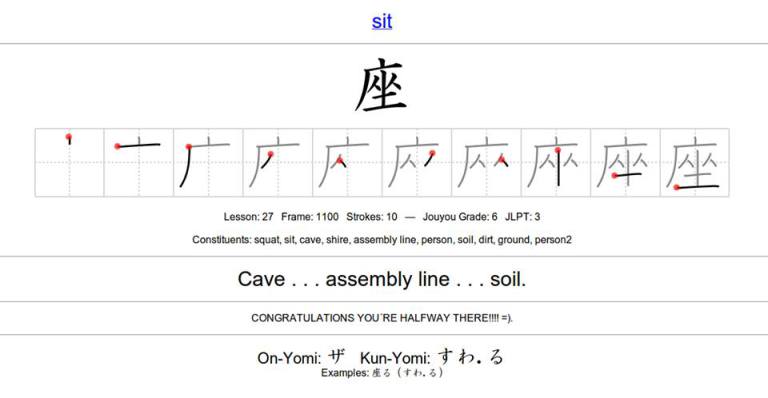 sit
座
Lesson: 27 Frame: 1100 Strokes: 10 — Jouyou Grade: 6 JLPT: 3
Constituents: squat, sit, cave, shire, assembly line, person, soil, dirt, ground, person2
Cave . . . assembly line . . . soil.
CONGRATULATIONS YOU´RE HALFWAY THERE!!!! =).
On-Yomi: ザ Kun-Yomi: すわ.る
Examples: 座る（すわ.る）